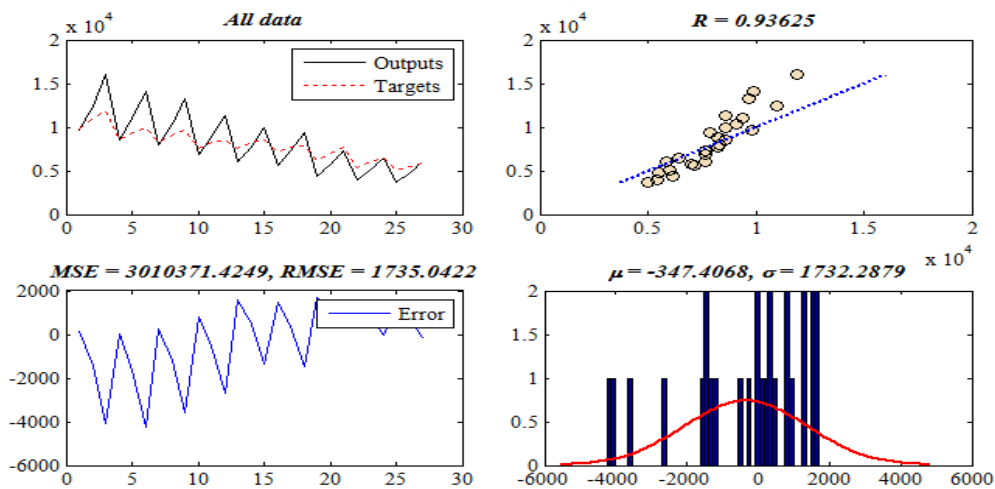 x 10^4
All data
2
1.5
1
0.5
0
0 5 10 15 20 25 30
Outputs
Targets
x 10^4
R = 0.93625
2
1.5
1
0.5
0
0 0.5 1 1.5 2
x 10^4
MSE = 3010371.4249, RMSE = 1735.0422
2000
0
-2000
-4000
-6000
0 5 10 15 20 25 30
Error
μ = -347.4068, σ = 1732.2879
2
1.5
1
0.5
0
-6000 -4000 -2000 0 2000 4000 6000